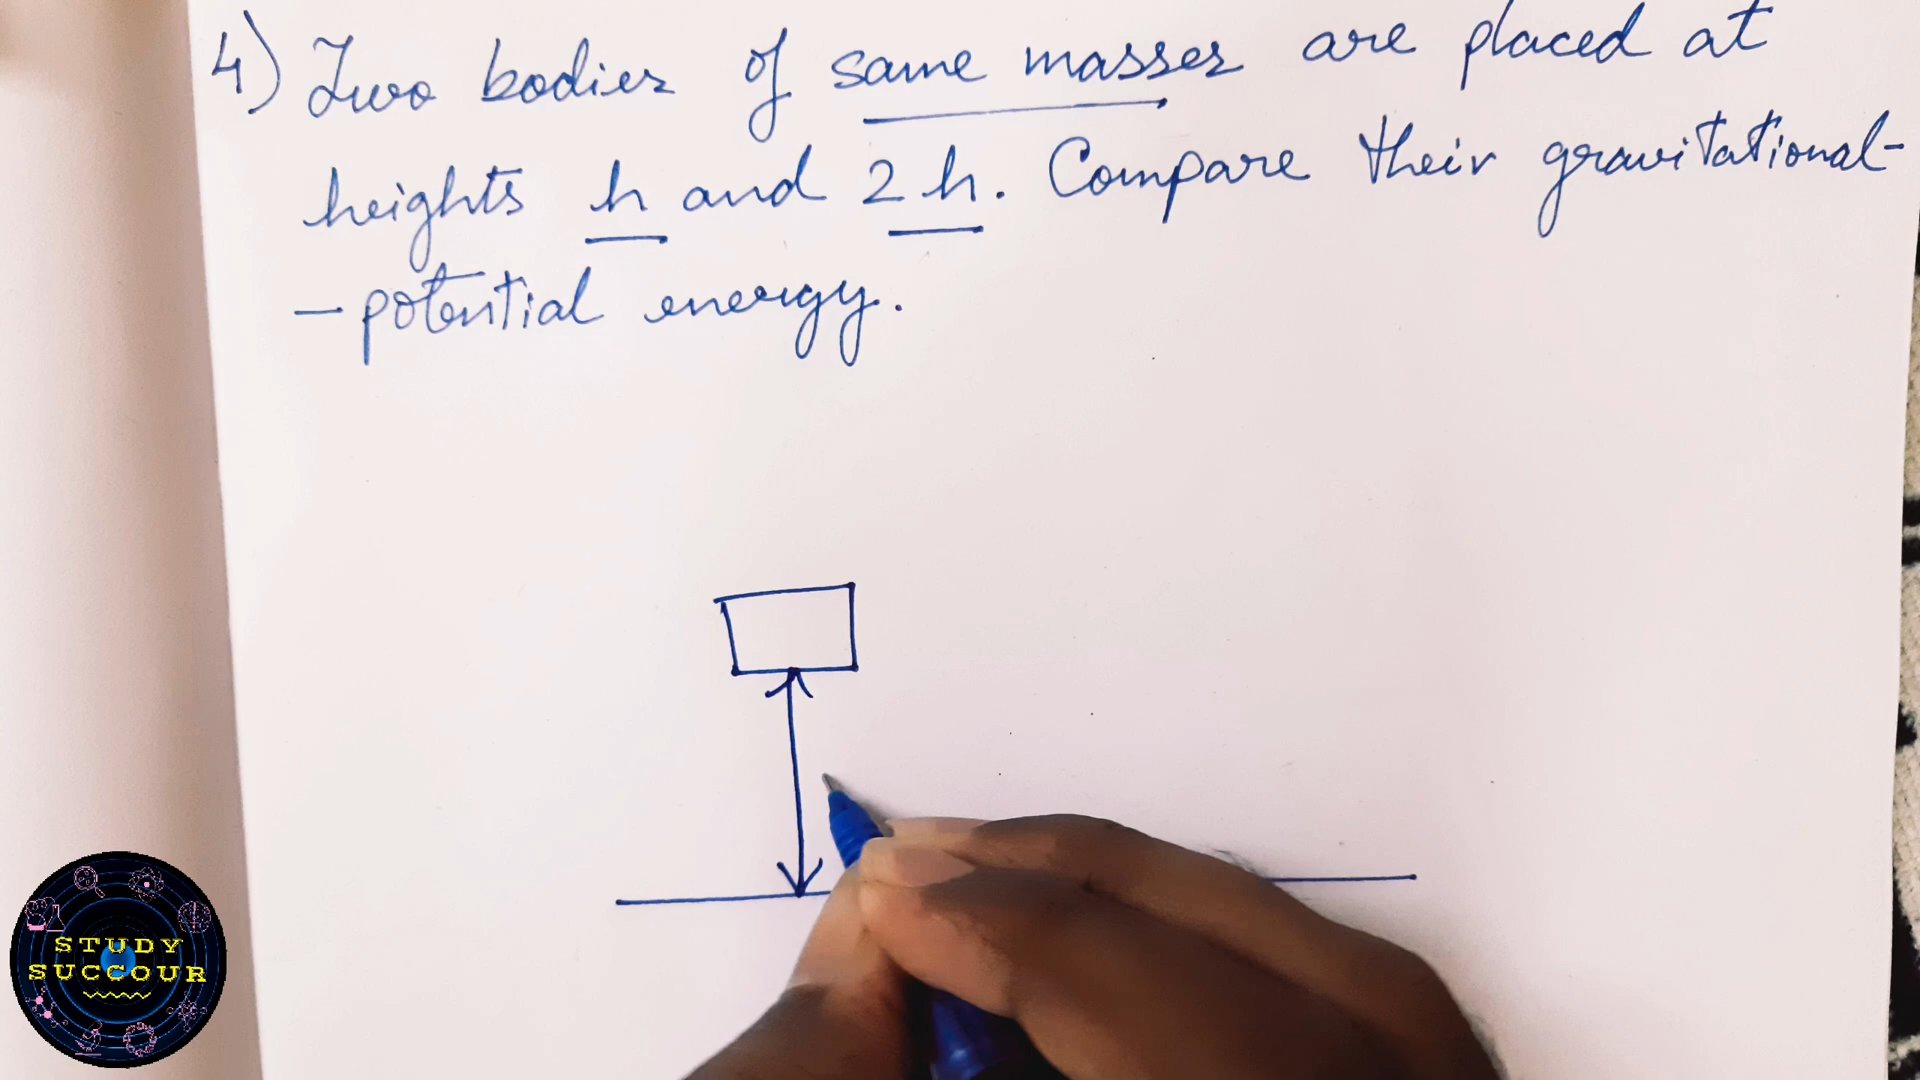 4) Two bodies of same masses are placed at
heights h and 2h. Compare their gravitational-
- potential energy.
STUDY
SUCCOUR